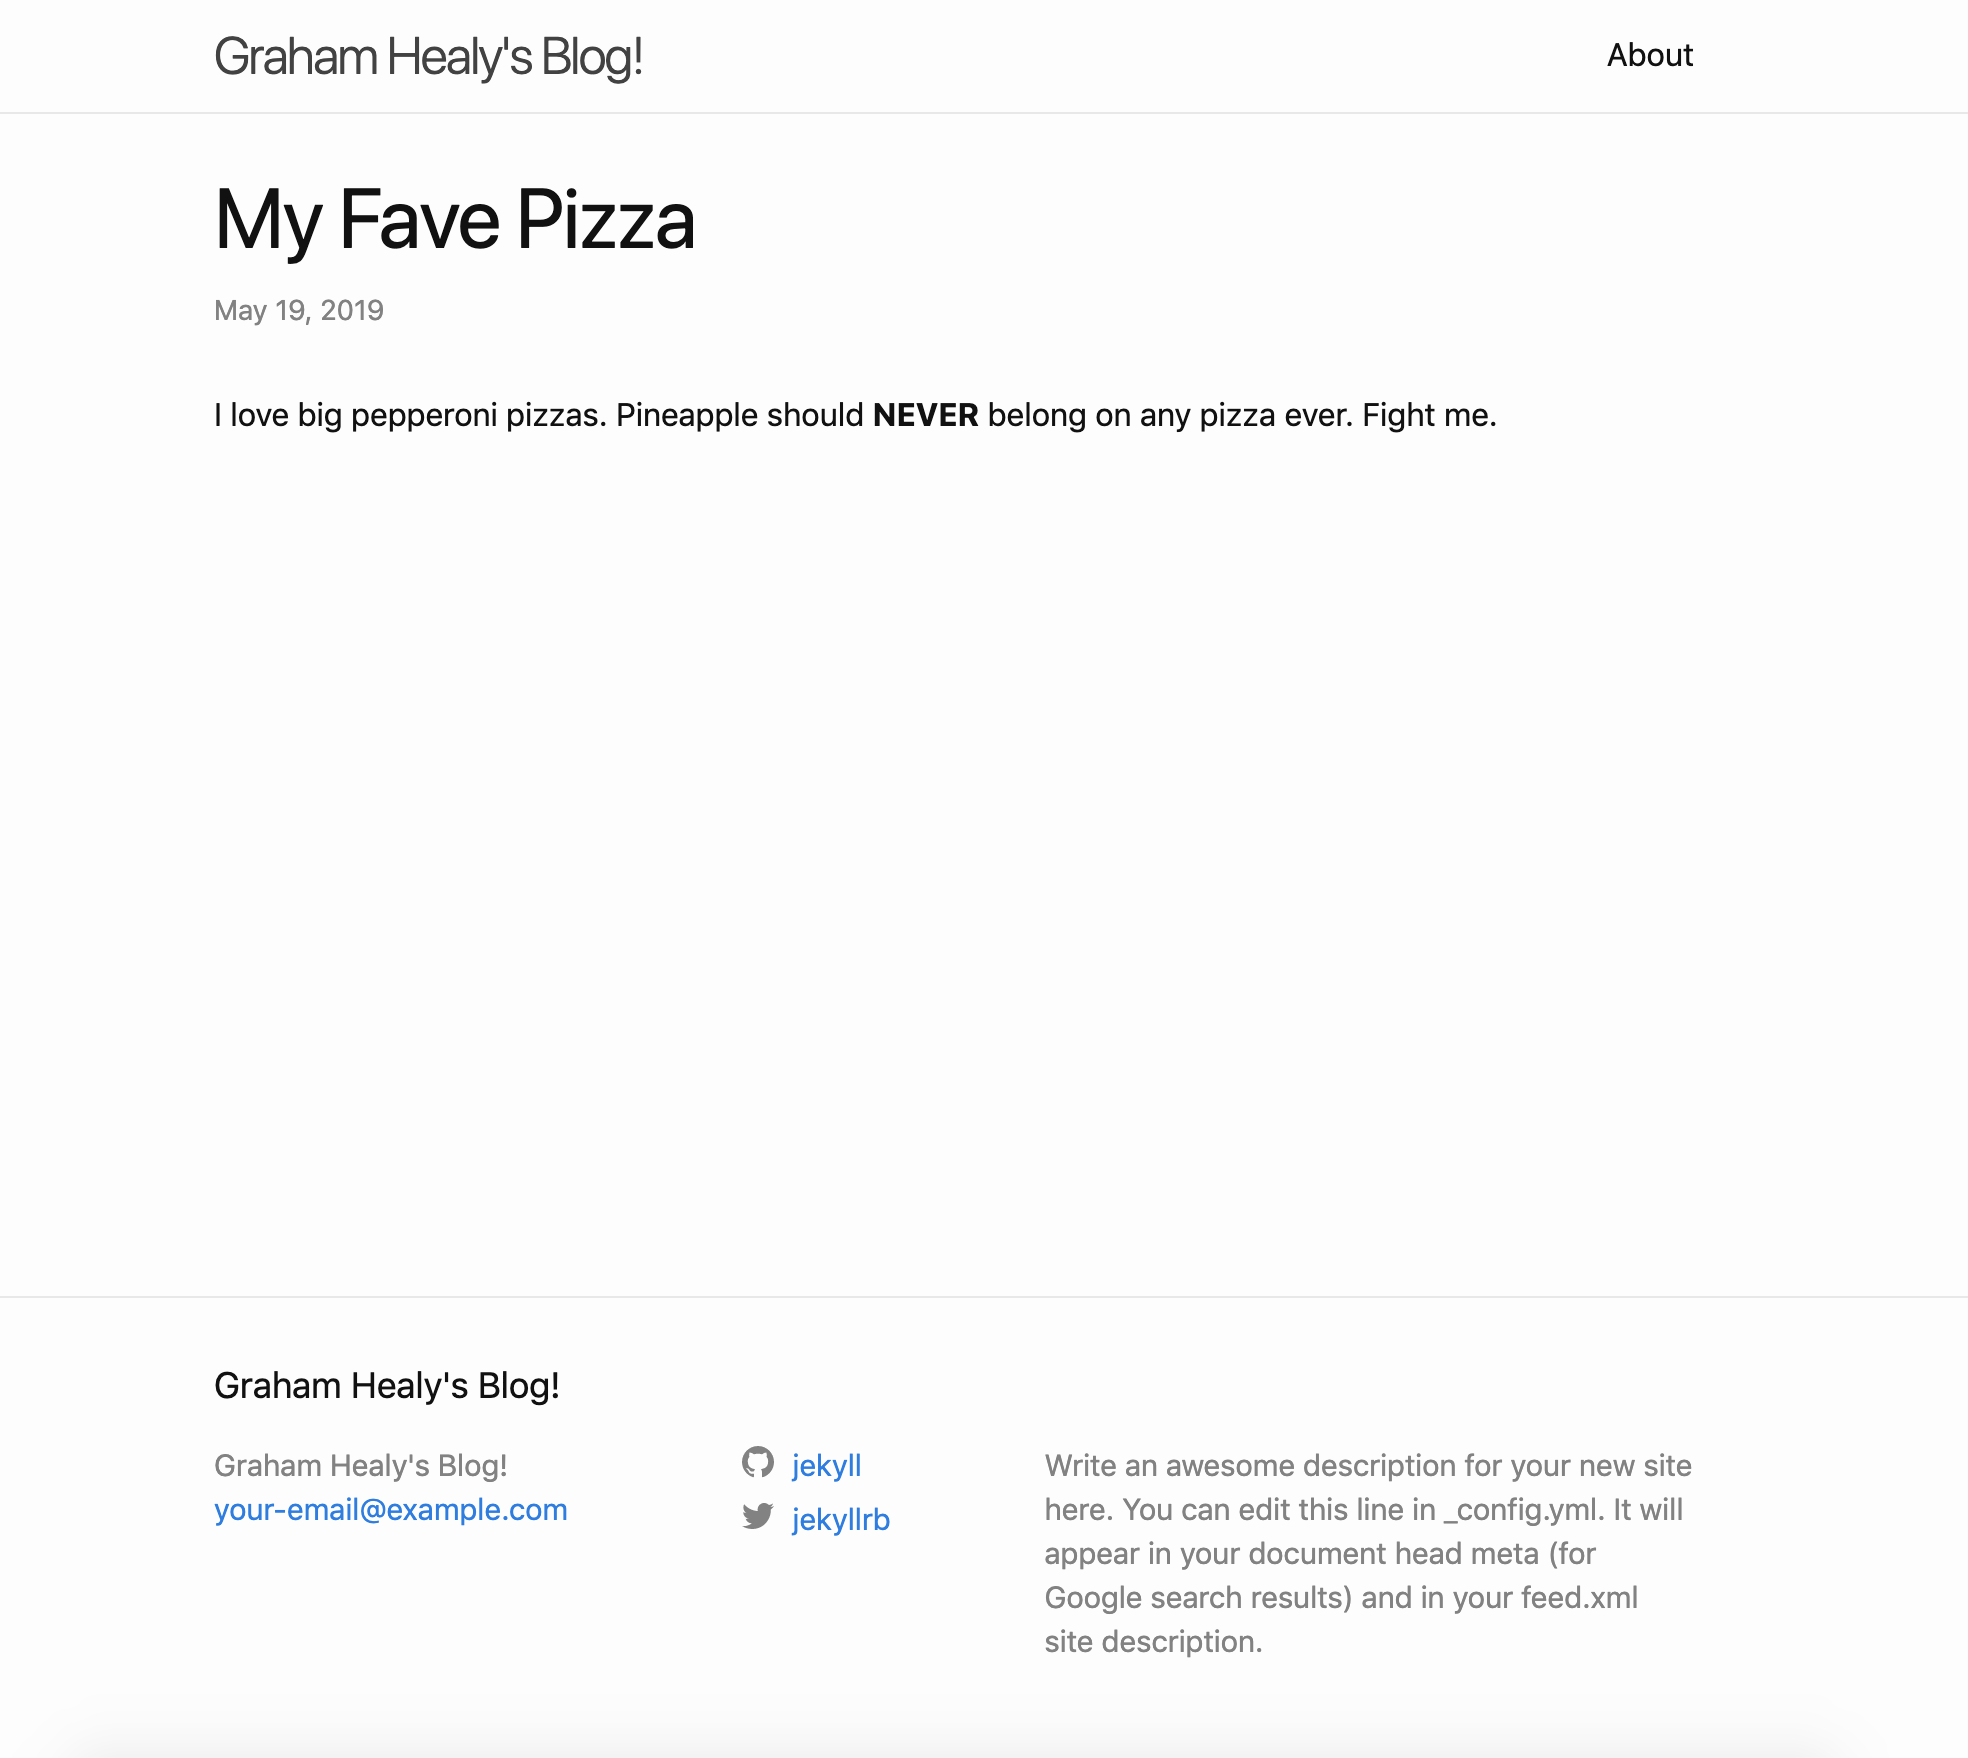 Graham Healy's Blog!
About
My Fave Pizza
May 19, 2019
I love big pepperoni pizzas. Pineapple should NEVER belong on any pizza ever. Fight me.
Graham Healy's Blog!
Graham Healy's Blog!
your-email@example.com
jekyll
jekyllrb
Write an awesome description for your new site
here. You can edit this line in _config.yml. It will
appear in your document head meta (for
Google search results) and in your feed.xml
site description.